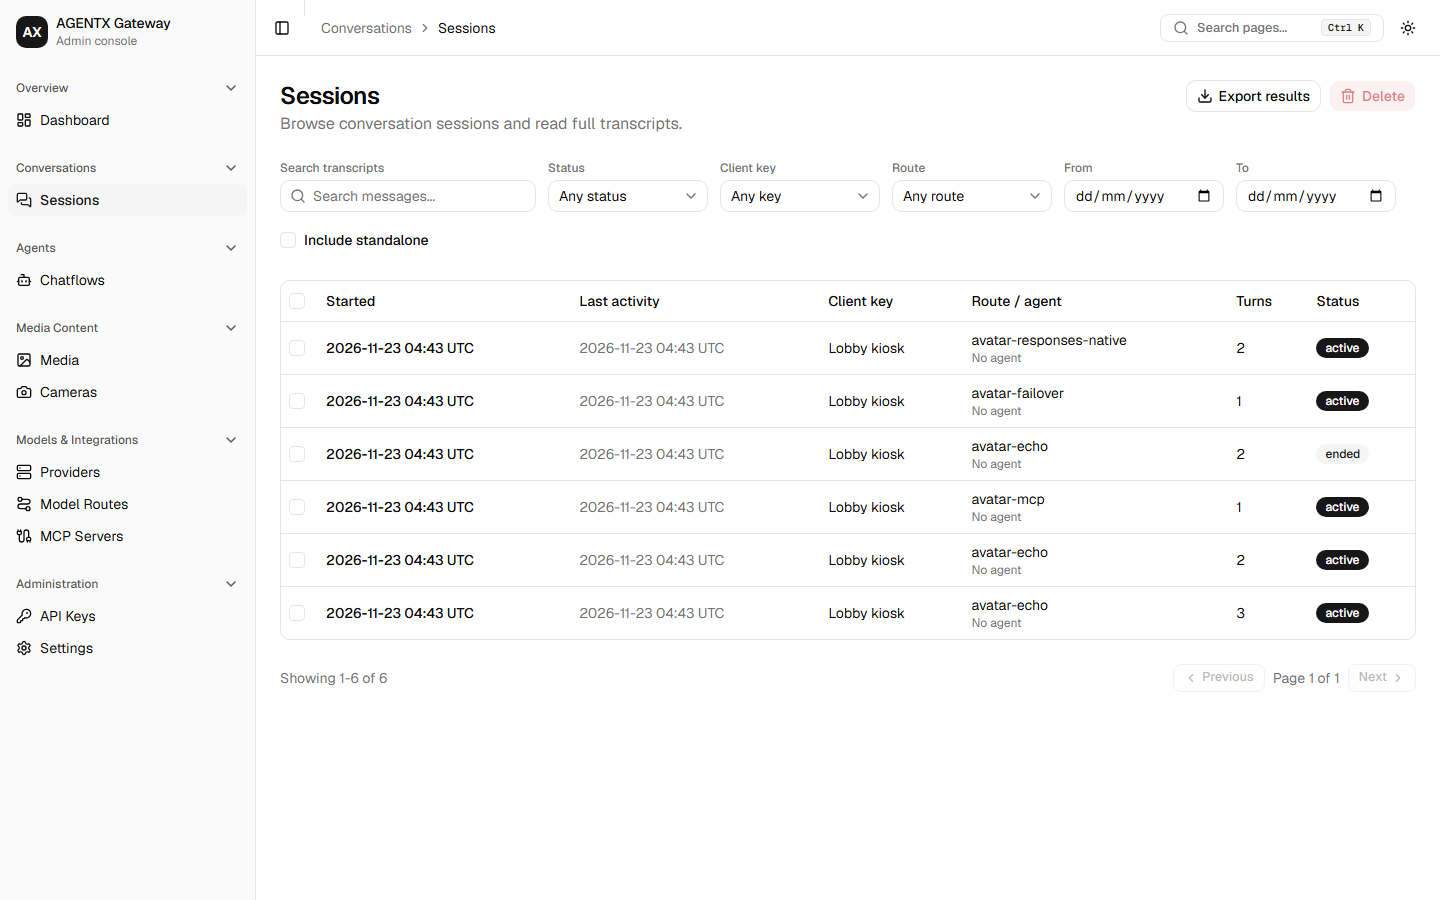 AX
AGENTX Gateway
Admin console
Overview
Dashboard
Conversations
Sessions
Agents
Chatflows
Media Content
Media
Cameras
Models & Integrations
Providers
Model Routes
MCP Servers
Administration
API Keys
Settings
Conversations > Sessions
Search pages... Ctrl K
Sessions
Browse conversation sessions and read full transcripts.
Export results
Delete
Search transcripts Status Client key Route From To
Search messages... Any status Any key Any route dd/mm/yyyy dd/mm/yyyy
Include standalone
Started Last activity Client key Route / agent Turns Status
2026-11-23 04:43 UTC 2026-11-23 04:43 UTC Lobby kiosk avatar-responses-native 2 active
No agent
2026-11-23 04:43 UTC 2026-11-23 04:43 UTC Lobby kiosk avatar-failover 1 active
No agent
2026-11-23 04:43 UTC 2026-11-23 04:43 UTC Lobby kiosk avatar-echo 2 ended
No agent
2026-11-23 04:43 UTC 2026-11-23 04:43 UTC Lobby kiosk avatar-mcp 1 active
No agent
2026-11-23 04:43 UTC 2026-11-23 04:43 UTC Lobby kiosk avatar-echo 2 active
No agent
2026-11-23 04:43 UTC 2026-11-23 04:43 UTC Lobby kiosk avatar-echo 3 active
No agent
Showing 1-6 of 6 Previous Page 1 of 1 Next